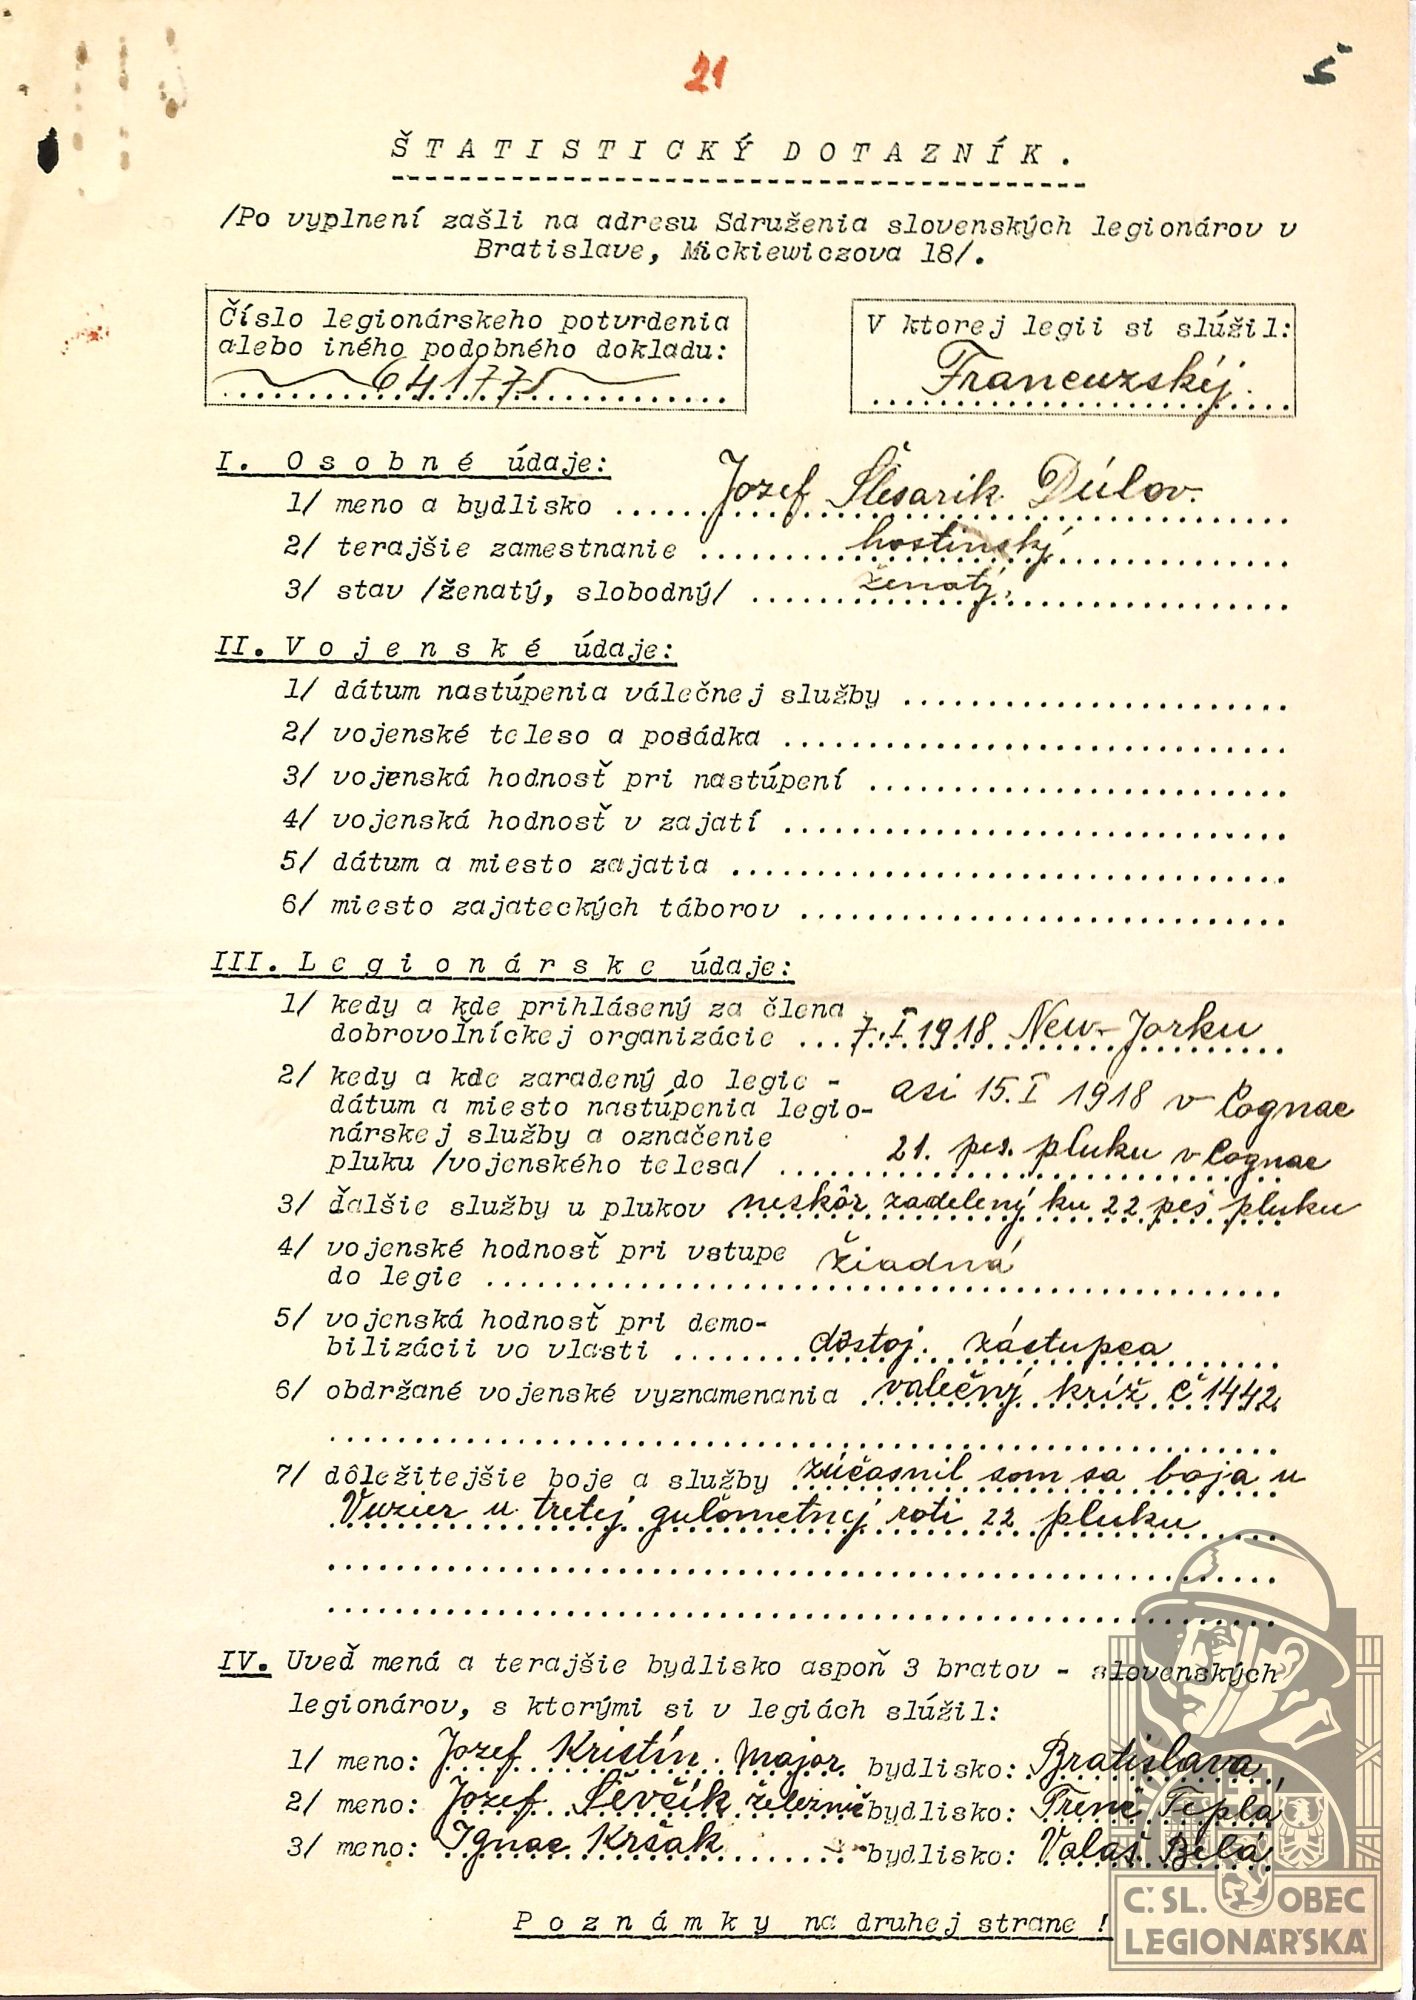 21
Š
ŠTATISTICKÝ DOTAZNÍK.
/Po vyplnení zašli na adresu Sdruženia slovenských legionárov v
Bratislave, Mickiewiczova 18/.
Číslo legionárskeho potvrdenia
alebo iného podobného dokladu:
64177
V ktorej legii si slúžil:
Francuzskéj.
I. Osobné údaje:
1/ meno a bydlisko ...... Jozef Šlesarik Dúlov.
2/ terajšie zamestnanie ...... hostinský
3/ stav /ženatý, slobodný/ ...... ženatý.
II. Vojenské údaje:
1/ dátum nastúpenia válečnej služby ............
2/ vojenské teleso a posádka ............
3/ vojenská hodnosť pri nastúpení ............
4/ vojenská hodnosť v zajatí ............
5/ dátum a miesto zajatia ............
6/ miesto zajateckých táborov ............
III. Legionárske údaje:
1/ kedy a kde prihlásený za člena
dobrovoľníckej organizácie ... 7.I 1918 New-Jorku
2/ kedy a kde zaradený do legie - asi 15.I 1918 v Cognac
dátum a miesto nastúpenia legio-
nárskej služby a označenie 21. pes. pluku v Cognac
pluku /vojenského telesa/ ............
3/ ďalšie služby u plukov neskôr zadelený ku 22 peš pluku
4/ vojenské hodnosť pri vstupe žiadná
do legie ............
5/ vojenská hodnosť pri demo-
bilizácii vo vlasti ...... dôstoj. zástupca
6/ obdržané vojenské vyznamenania valečný kríž č 1442
7/ dôležitejšie boje a služby zúčasnil som sa boja u
Vuzier u tretej guľometnej roti 22 pluku
IV. Uveď mená a terajšie bydlisko aspoň 3 bratov - slovenských
legionárov, s ktorými si v legiách slúžil:
1/ meno: Jozef Kristín major bydlisko: Bratislava,
2/ meno: Jozef Ševčík železnič bydlisko: Trenč Teplá
3/ meno: Ignac Kršak bydlisko: Valaš Belá
Poznámky na druhej strane !
Č.SL. OBEC
LEGIONÁŘSKÁ